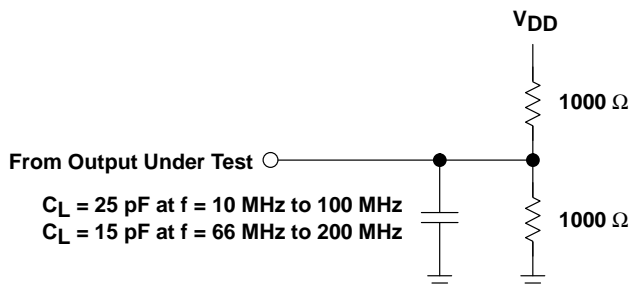 VDD
1000 Ω
From Output Under Test
CL = 25 pF at f = 10 MHz to 100 MHz
CL = 15 pF at f = 66 MHz to 200 MHz
1000 Ω